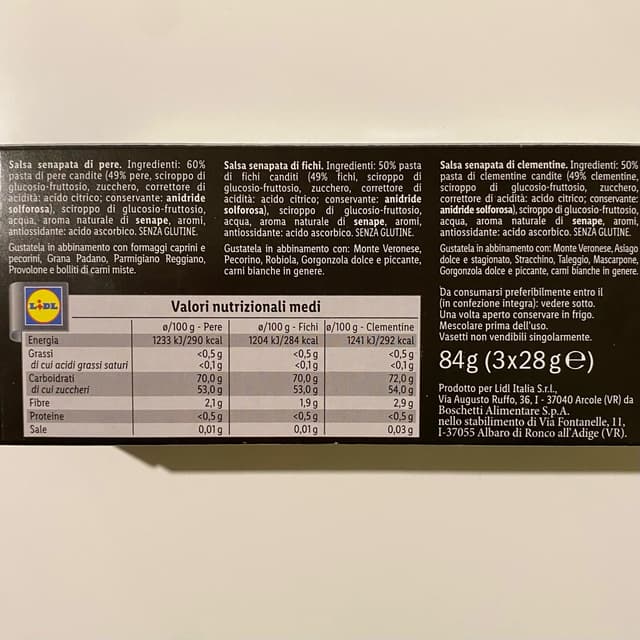 Salsa senapata di pere. Ingredienti: 60%
pasta di pere candite (49% pere, sciroppo di
glucosio-fruttosio, zucchero, correttore di
acidità: acido citrico; conservante: anidride
solforosa), sciroppo di glucosio-fruttosio,
acqua, aroma naturale di senape, aromi,
antiossidante: acido ascorbico. SENZA GLUTINE.
Gustatela in abbinamento con formaggi caprini e
pecorini, Grana Padano, Parmigiano Reggiano,
Provolone e bolliti di carni miste.
Salsa senapata di fichi. Ingredienti: 50% pasta
di fichi canditi (49% fichi, sciroppo di
glucosio-fruttosio, zucchero, correttore di
acidità: acido citrico; conservante: anidride
solforosa), sciroppo di glucosio-fruttosio,
acqua, aroma naturale di senape, aromi,
antiossidante: acido ascorbico. SENZA GLUTINE.
Gustatela in abbinamento con: Monte Veronese,
Pecorino, Robiola, Gorgonzola dolce e piccante,
carni bianche in genere.
Salsa senapata di clementine. Ingredienti: 50%
pasta di clementine candite (49% clementine,
sciroppo di glucosio-fruttosio, zucchero,
correttore di acidità: acido citrico; conservante:
anidride solforosa), sciroppo di glucosio-fruttosio,
acqua, aroma naturale di senape, aromi,
antiossidante: acido ascorbico. SENZA GLUTINE.
Gustatela in abbinamento con: Monte Veronese, Asiago
dolce e stagionato, Stracchino, Taleggio, Mascarpone,
Gorgonzola dolce e piccante, carni bianche in genere.
LIDL
Valori nutrizionali medi
ø/100 g - Pere ø/100 g - Fichi ø/100 g - Clementine
Energia 1233 kJ/290 kcal 1204 kJ/284 kcal 1241 kJ/292 kcal
Grassi <0,5 g <0,5 g <0,5 g
di cui acidi grassi saturi <0,1 g <0,1 g <0,1 g
Carboidrati 70,0 g 70,0 g 72,0 g
di cui zuccheri 53,0 g 53,0 g 54,0 g
Fibre 2,1 g 1,9 g 2,9 g
Proteine <0,5 g <0,5 g <0,5 g
Sale 0,01 g 0,01 g 0,03 g
Da consumarsi preferibilmente entro il
(in confezione integra): vedere sotto.
Una volta aperto conservare in frigo.
Mescolare prima dell'uso.
Vasetti non vendibili singolarmente.
84g (3x28g e)
Prodotto per Lidl Italia S.r.l.,
Via Augusto Ruffo, 36, I - 37040 Arcole (VR) da
Boschetti Alimentare S.p.A.
nello stabilimento di Via Fontanelle, 11,
I-37055 Albaro di Ronco all'Adige (VR).